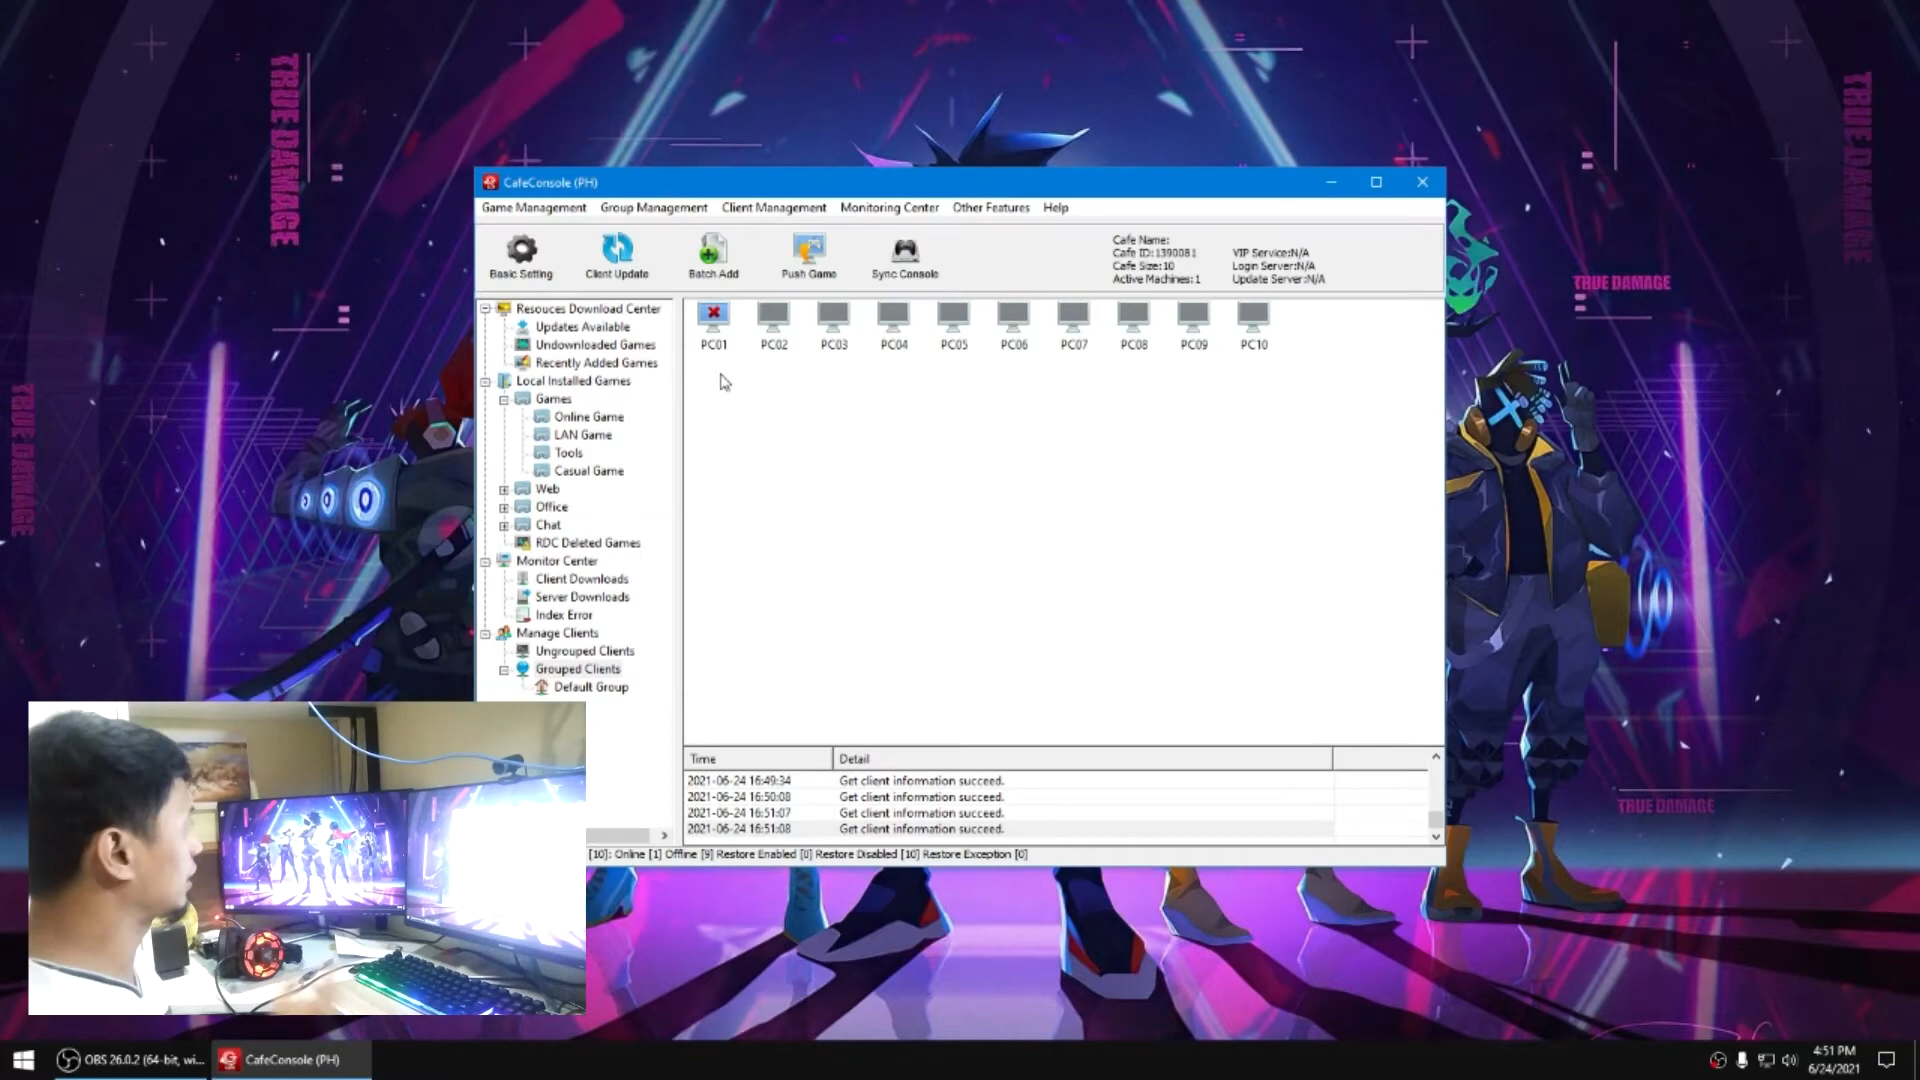 TRUE DAMAGE
TRUE DAMAGE
TRUE DAMAGE
TRUE DAMAGE
TRUE DAMAGE
CafeConsole (PH)
Game Management Group Management Client Management Monitoring Center Other Features Help
Basic Setting Client Update Batch Add Push Game Sync Console
Cafe Name:
Cafe ID:1390081 VIP Service:N/A
Cafe Size:10 Login Server:N/A
Active Machines:1 Update Server:N/A
Resouces Download Center
Updates Available
Undownloaded Games
Recently Added Games
Local Installed Games
Games
Online Game
LAN Game
Tools
Casual Game
Web
Office
Chat
RDC Deleted Games
Monitor Center
Client Downloads
Server Downloads
Index Error
Manage Clients
Ungrouped Clients
Grouped Clients
Default Group
PC01 PC02 PC03 PC04 PC05 PC06 PC07 PC08 PC09 PC10
Time Detail
2021-06-24 16:49:34 Get client information succeed.
2021-06-24 16:50:08 Get client information succeed.
2021-06-24 16:51:07 Get client information succeed.
2021-06-24 16:51:08 Get client information succeed.
[10]: Online [1] Offline [9] Restore Enabled [0] Restore Disabled [10] Restore Exception [0]
OBS 26.0.2 (64-bit, wi... CafeConsole (PH)
4:51 PM
6/24/2021